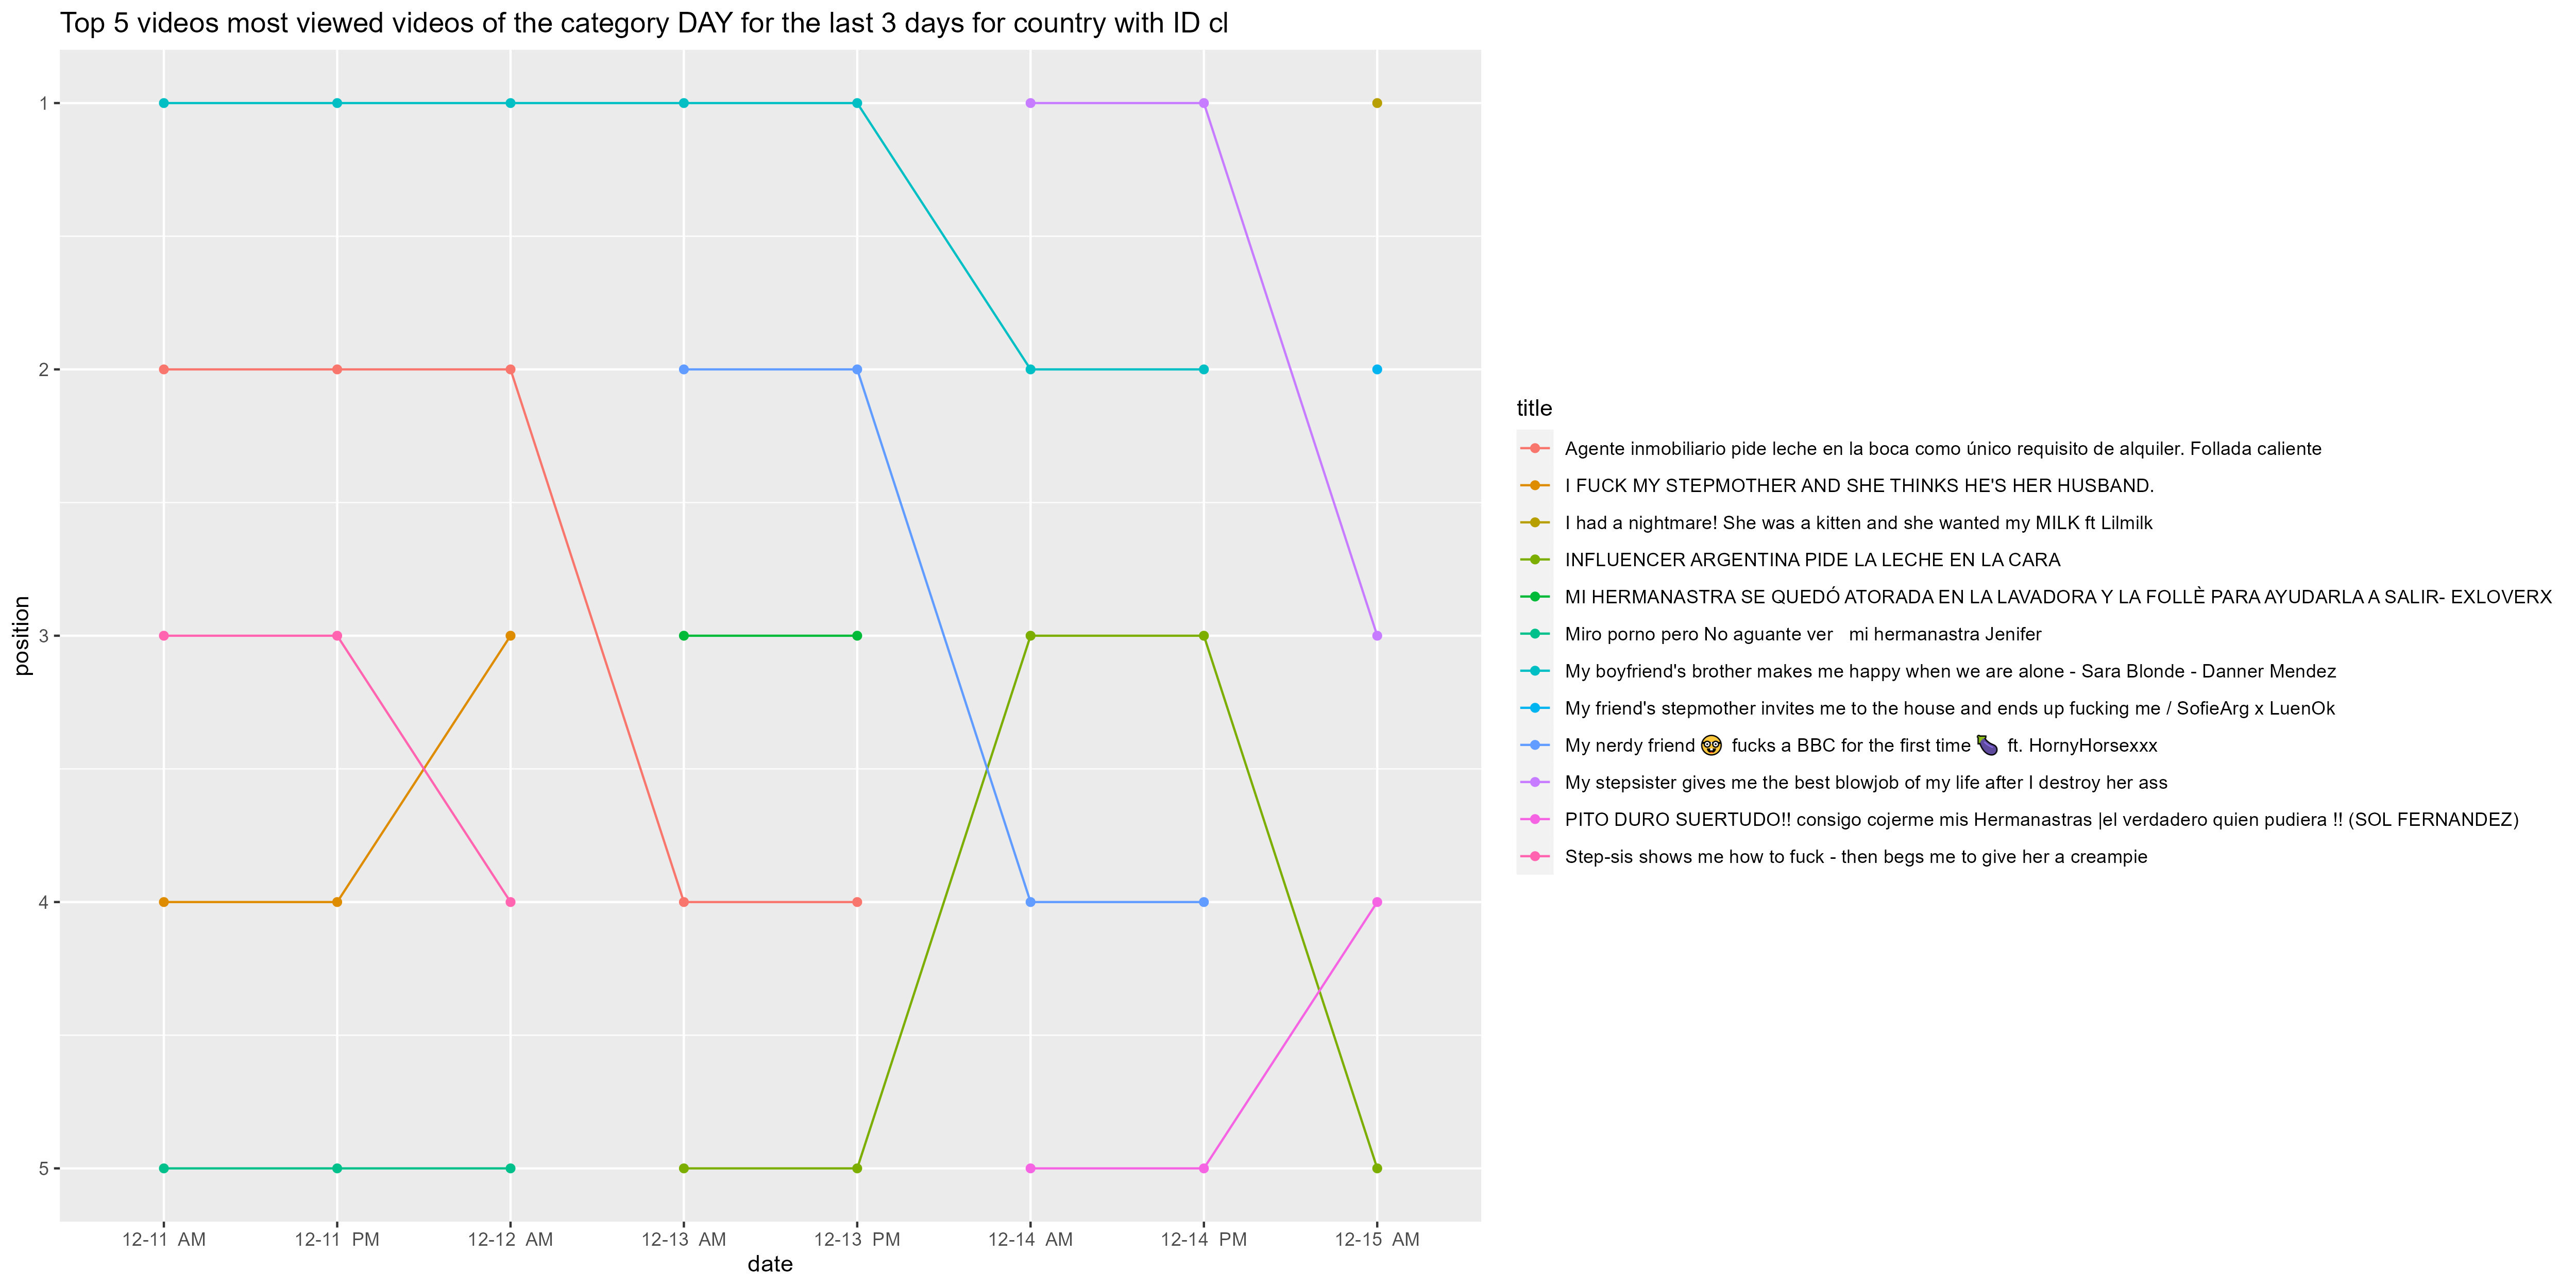 Top 5 videos most viewed videos of the category DAY for the last 3 days for country with ID cl
position
1
2
3
4
5
12-11 AM
12-11 PM
12-12 AM
12-13 AM
12-13 PM
12-14 AM
12-14 PM
12-15 AM
date
title
Agente inmobiliario pide leche en la boca como único requisito de alquiler. Follada caliente
I FUCK MY STEPMOTHER AND SHE THINKS HE'S HER HUSBAND.
I had a nightmare! She was a kitten and she wanted my MILK ft Lilmilk
INFLUENCER ARGENTINA PIDE LA LECHE EN LA CARA
MI HERMANASTRA SE QUEDÓ ATORADA EN LA LAVADORA Y LA FOLLÈ PARA AYUDARLA A SALIR- EXLOVERX
Miro porno pero No aguante ver mi hermanastra Jenifer
My boyfriend's brother makes me happy when we are alone - Sara Blonde - Danner Mendez
My friend's stepmother invites me to the house and ends up fucking me / SofieArg x LuenOk
My nerdy friend 🤓 fucks a BBC for the first time 🍆 ft. HornyHorsexxx
My stepsister gives me the best blowjob of my life after I destroy her ass
PITO DURO SUERTUDO!! consigo cojerme mis Hermanastras |el verdadero quien pudiera !! (SOL FERNANDEZ)
Step-sis shows me how to fuck - then begs me to give her a creampie